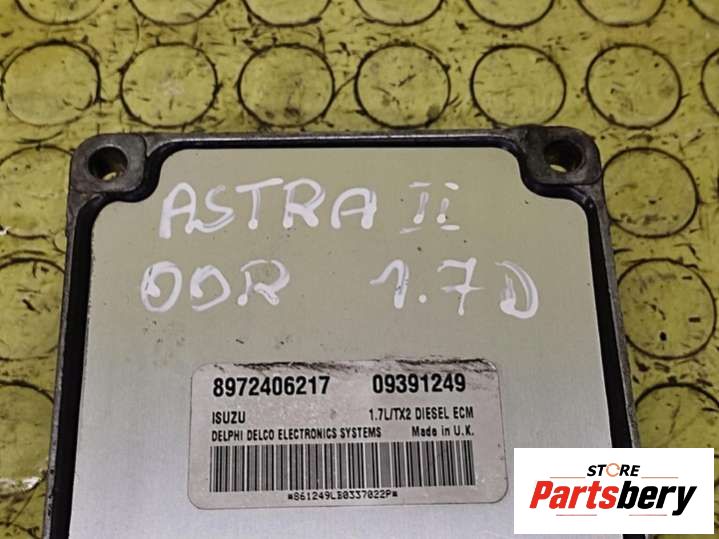 ASTRA II
DDR 1.7D
8972406217 09391249
ISUZU 1.7L/TX2 DIESEL ECM
DELPHI DELCO ELECTRONICS SYSTEMS Made in U.K.
*861249LB0337022P*
STORE
Partsbery